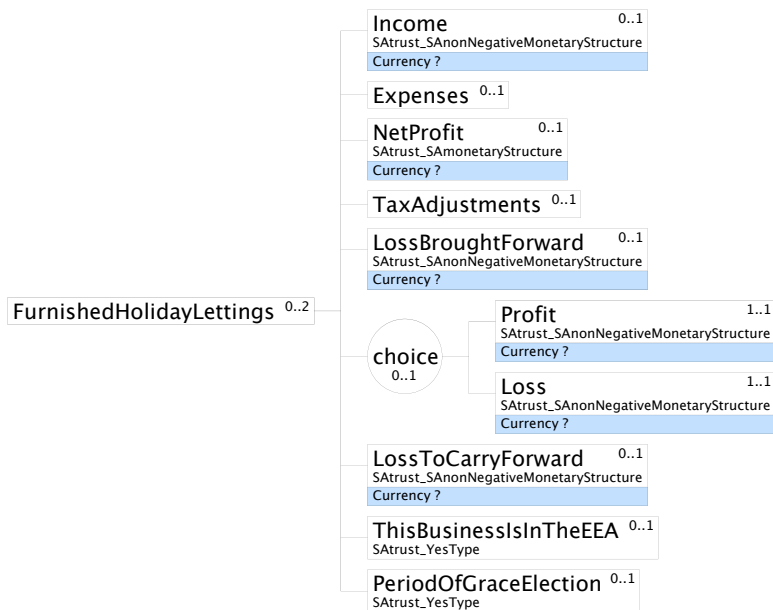 Income 0..1
SAtrust_SAnonNegativeMonetaryStructure
Currency ?
Expenses 0..1
NetProfit 0..1
SAtrust_SAmonetaryStructure
Currency ?
TaxAdjustments 0..1
LossBroughtForward 0..1
SAtrust_SAnonNegativeMonetaryStructure
Currency ?
FurnishedHolidayLettings 0..2
choice
0..1
Profit 1..1
SAtrust_SAnonNegativeMonetaryStructure
Currency ?
Loss 1..1
SAtrust_SAnonNegativeMonetaryStructure
Currency ?
LossToCarryForward 0..1
SAtrust_SAnonNegativeMonetaryStructure
Currency ?
ThisBusinessIsInTheEEA 0..1
SAtrust_YesType
PeriodOfGraceElection 0..1
SAtrust_YesType